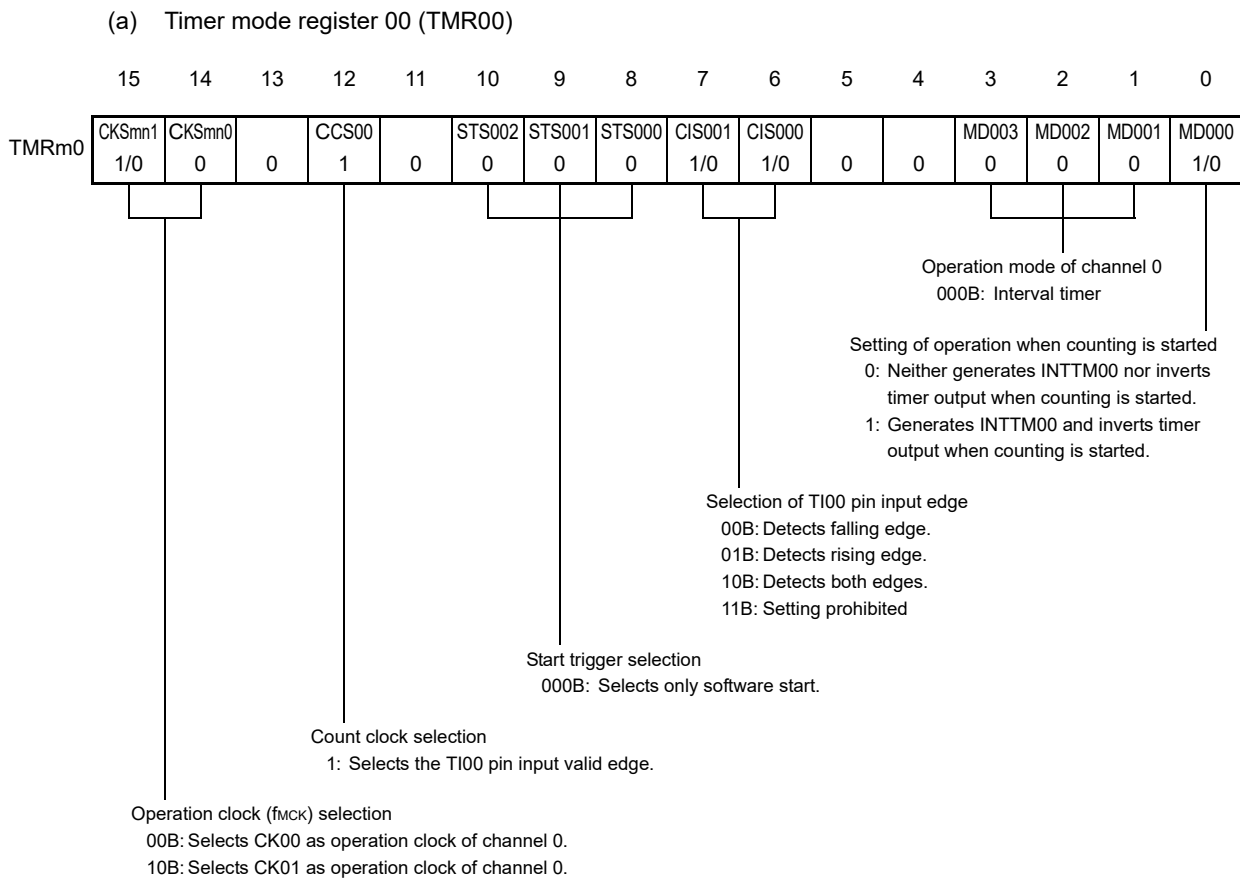 (a) Timer mode register 00 (TMR00)
15 14 13 12 11 10 9 8 7 6 5 4 3 2 1 0
TMRm0
CKSmn1 CKSmn0 CCS00 STS002 STS001 STS000 CIS001 CIS000 MD003 MD002 MD001 MD000
1/0 0 0 1 0 0 0 0 1/0 1/0 0 0 0 0 0 1/0
Operation mode of channel 0
000B: Interval timer
Setting of operation when counting is started
0: Neither generates INTTM00 nor inverts
timer output when counting is started.
1: Generates INTTM00 and inverts timer
output when counting is started.
Selection of TI00 pin input edge
00B: Detects falling edge.
01B: Detects rising edge.
10B: Detects both edges.
11B: Setting prohibited
Start trigger selection
000B: Selects only software start.
Count clock selection
1: Selects the TI00 pin input valid edge.
Operation clock (fMCK) selection
00B: Selects CK00 as operation clock of channel 0.
10B: Selects CK01 as operation clock of channel 0.